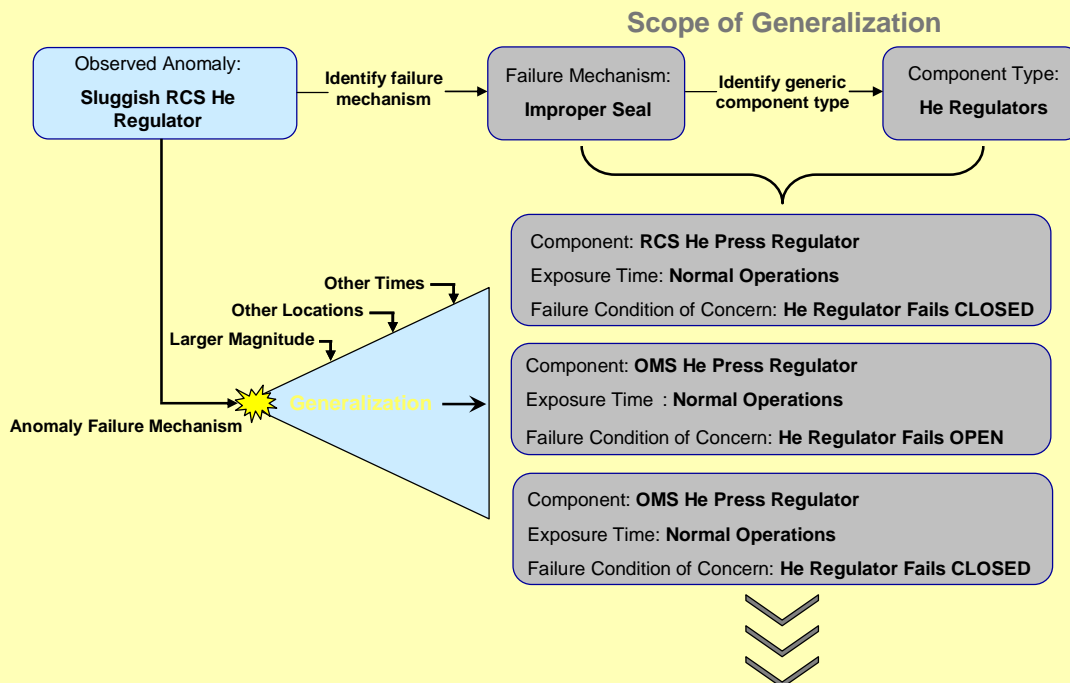 Scope of Generalization
Observed Anomaly:
Sluggish RCS He
Regulator
Identify failure
mechanism
Failure Mechanism:
Improper Seal
Identify generic
component type
Component Type:
He Regulators
Component: RCS He Press Regulator
Exposure Time: Normal Operations
Failure Condition of Concern: He Regulator Fails CLOSED
Other Times
Other Locations
Larger Magnitude
Generalization
Anomaly Failure Mechanism
Component: OMS He Press Regulator
Exposure Time : Normal Operations
Failure Condition of Concern: He Regulator Fails OPEN
Component: OMS He Press Regulator
Exposure Time: Normal Operations
Failure Condition of Concern: He Regulator Fails CLOSED